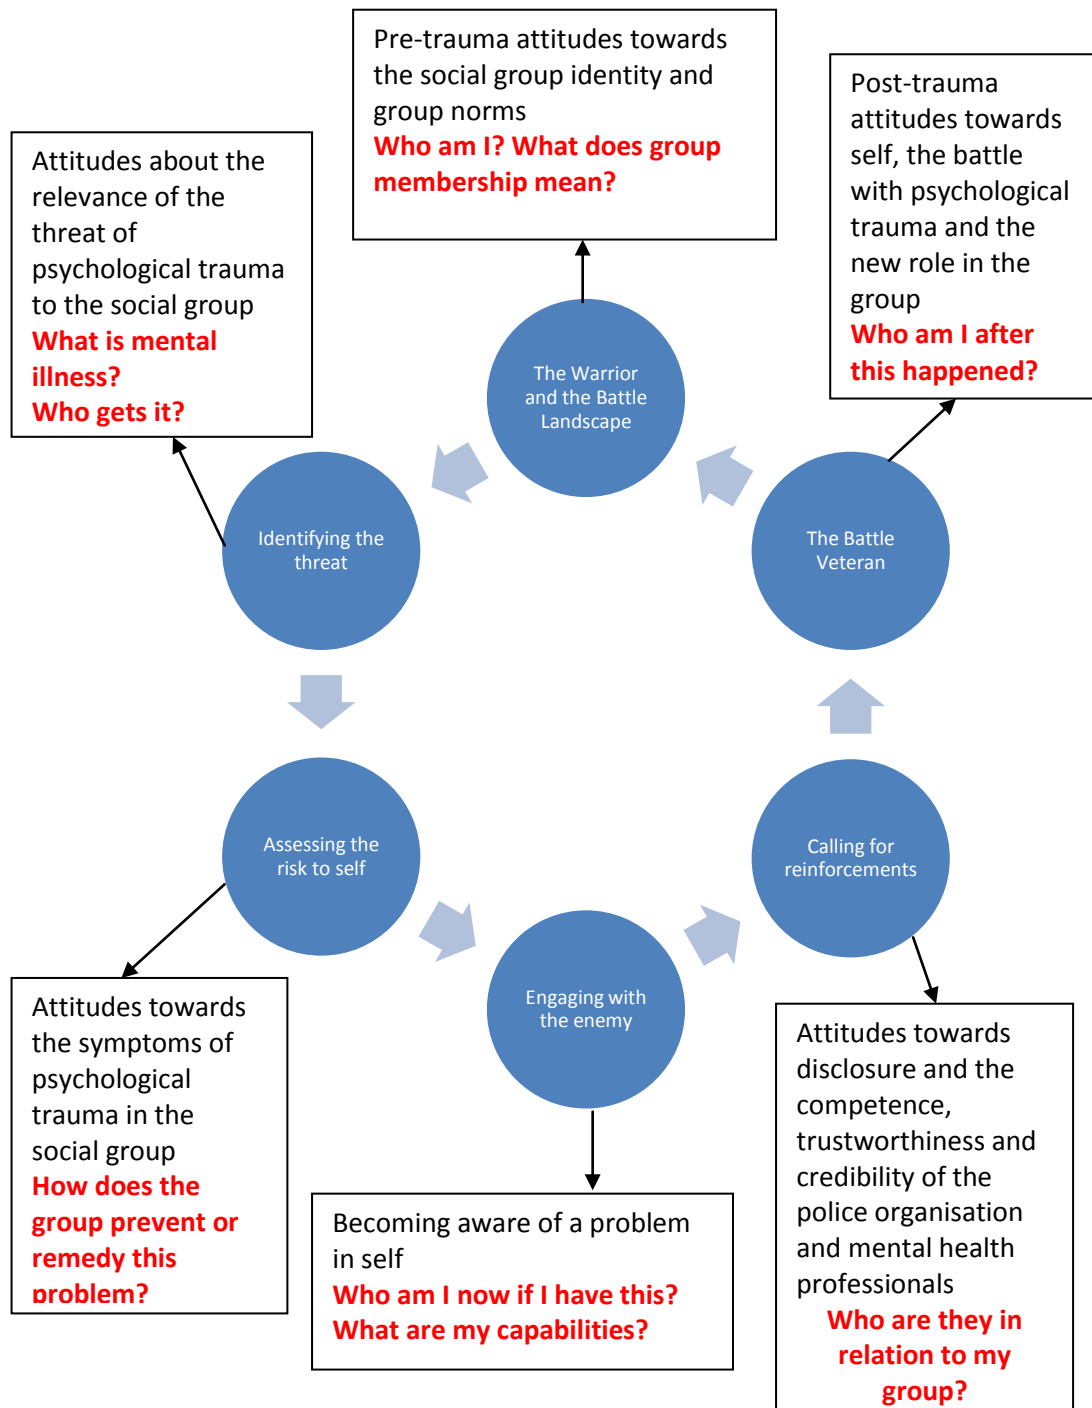 Pre-trauma attitudes towards
the social group identity and
group norms
Who am I? What does group
membership mean?
Post-trauma
attitudes towards
self, the battle
with psychological
trauma and the
new role in the
group
Who am I after
this happened?
Attitudes about the
relevance of the
threat of
psychological trauma
to the social group
What is mental
illness?
Who gets it?
The Warrior
and the Battle
Landscape
Identifying the
threat
The Battle
Veteran
Assessing the
risk to self
Calling for
reinforcements
Engaging with
the enemy
Attitudes towards
the symptoms of
psychological
trauma in the
social group
How does the
group prevent or
remedy this
problem?
Becoming aware of a problem
in self
Who am I now if I have this?
What are my capabilities?
Attitudes towards
disclosure and the
competence,
trustworthiness and
credibility of the
police organisation
and mental health
professionals
Who are they in
relation to my
group?